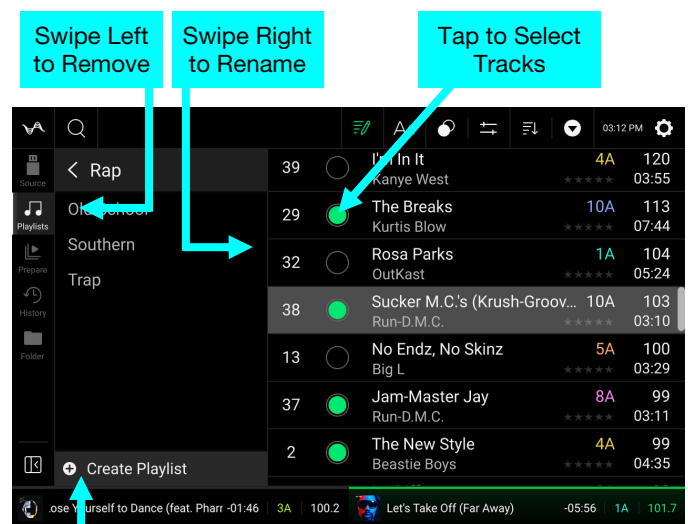 Swipe Left
to Remove
Swipe Right
to Rename
Tap to Select
Tracks
03:12 PM
Source
Playlists
Prepare
History
Folder
Rap
Old School
Southern
Trap
Create Playlist
39 I'm In It 4A 120
Kanye West 03:55
29 The Breaks 10A 113
Kurtis Blow 07:44
32 Rosa Parks 1A 104
OutKast 05:24
38 Sucker M.C.'s (Krush-Groov... 10A 103
Run-D.M.C. 03:10
13 No Endz, No Skinz 5A 100
Big L 03:29
37 Jam-Master Jay 8A 99
Run-D.M.C. 03:11
2 The New Style 4A 99
Beastie Boys 04:35
Yourself to Dance (feat. Pharr -01:46 3A 100.2
Let's Take Off (Far Away) -05:56 1A 101.7